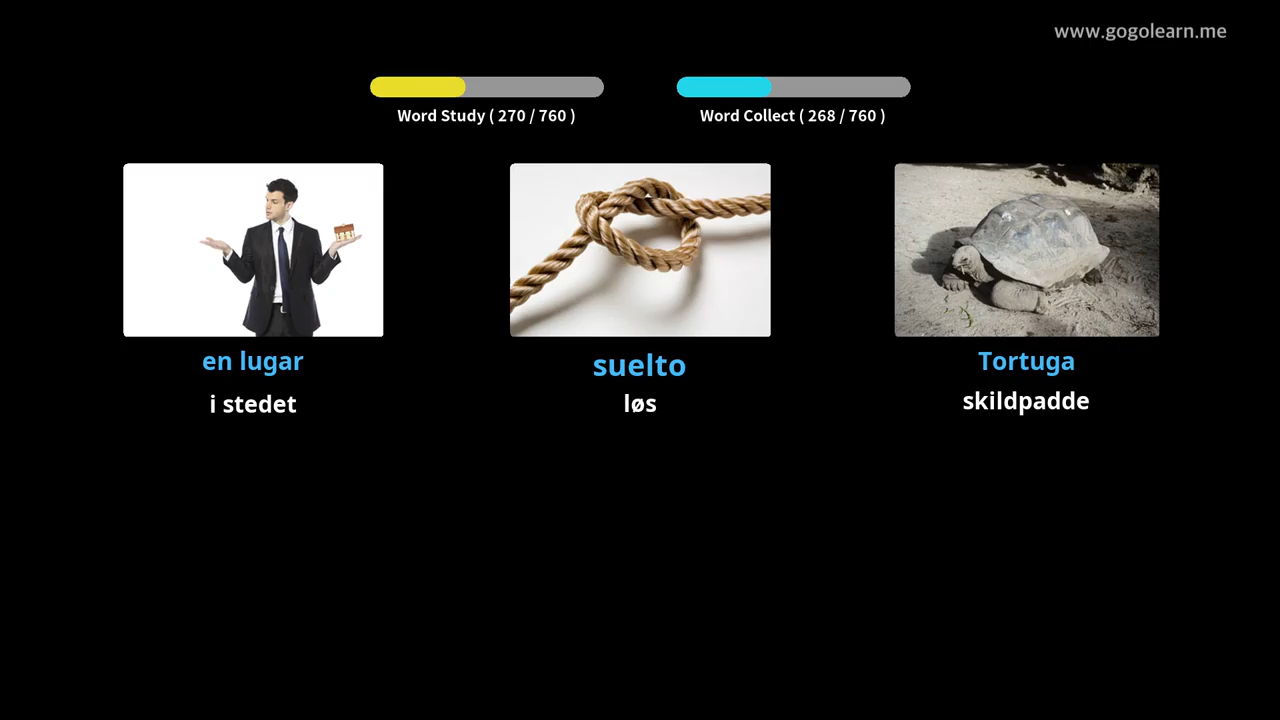 www.gogolearn.me
Word Study ( 270 / 760 )
Word Collect ( 268 / 760 )
en lugar
i stedet
suelto
løs
Tortuga
skildpadde